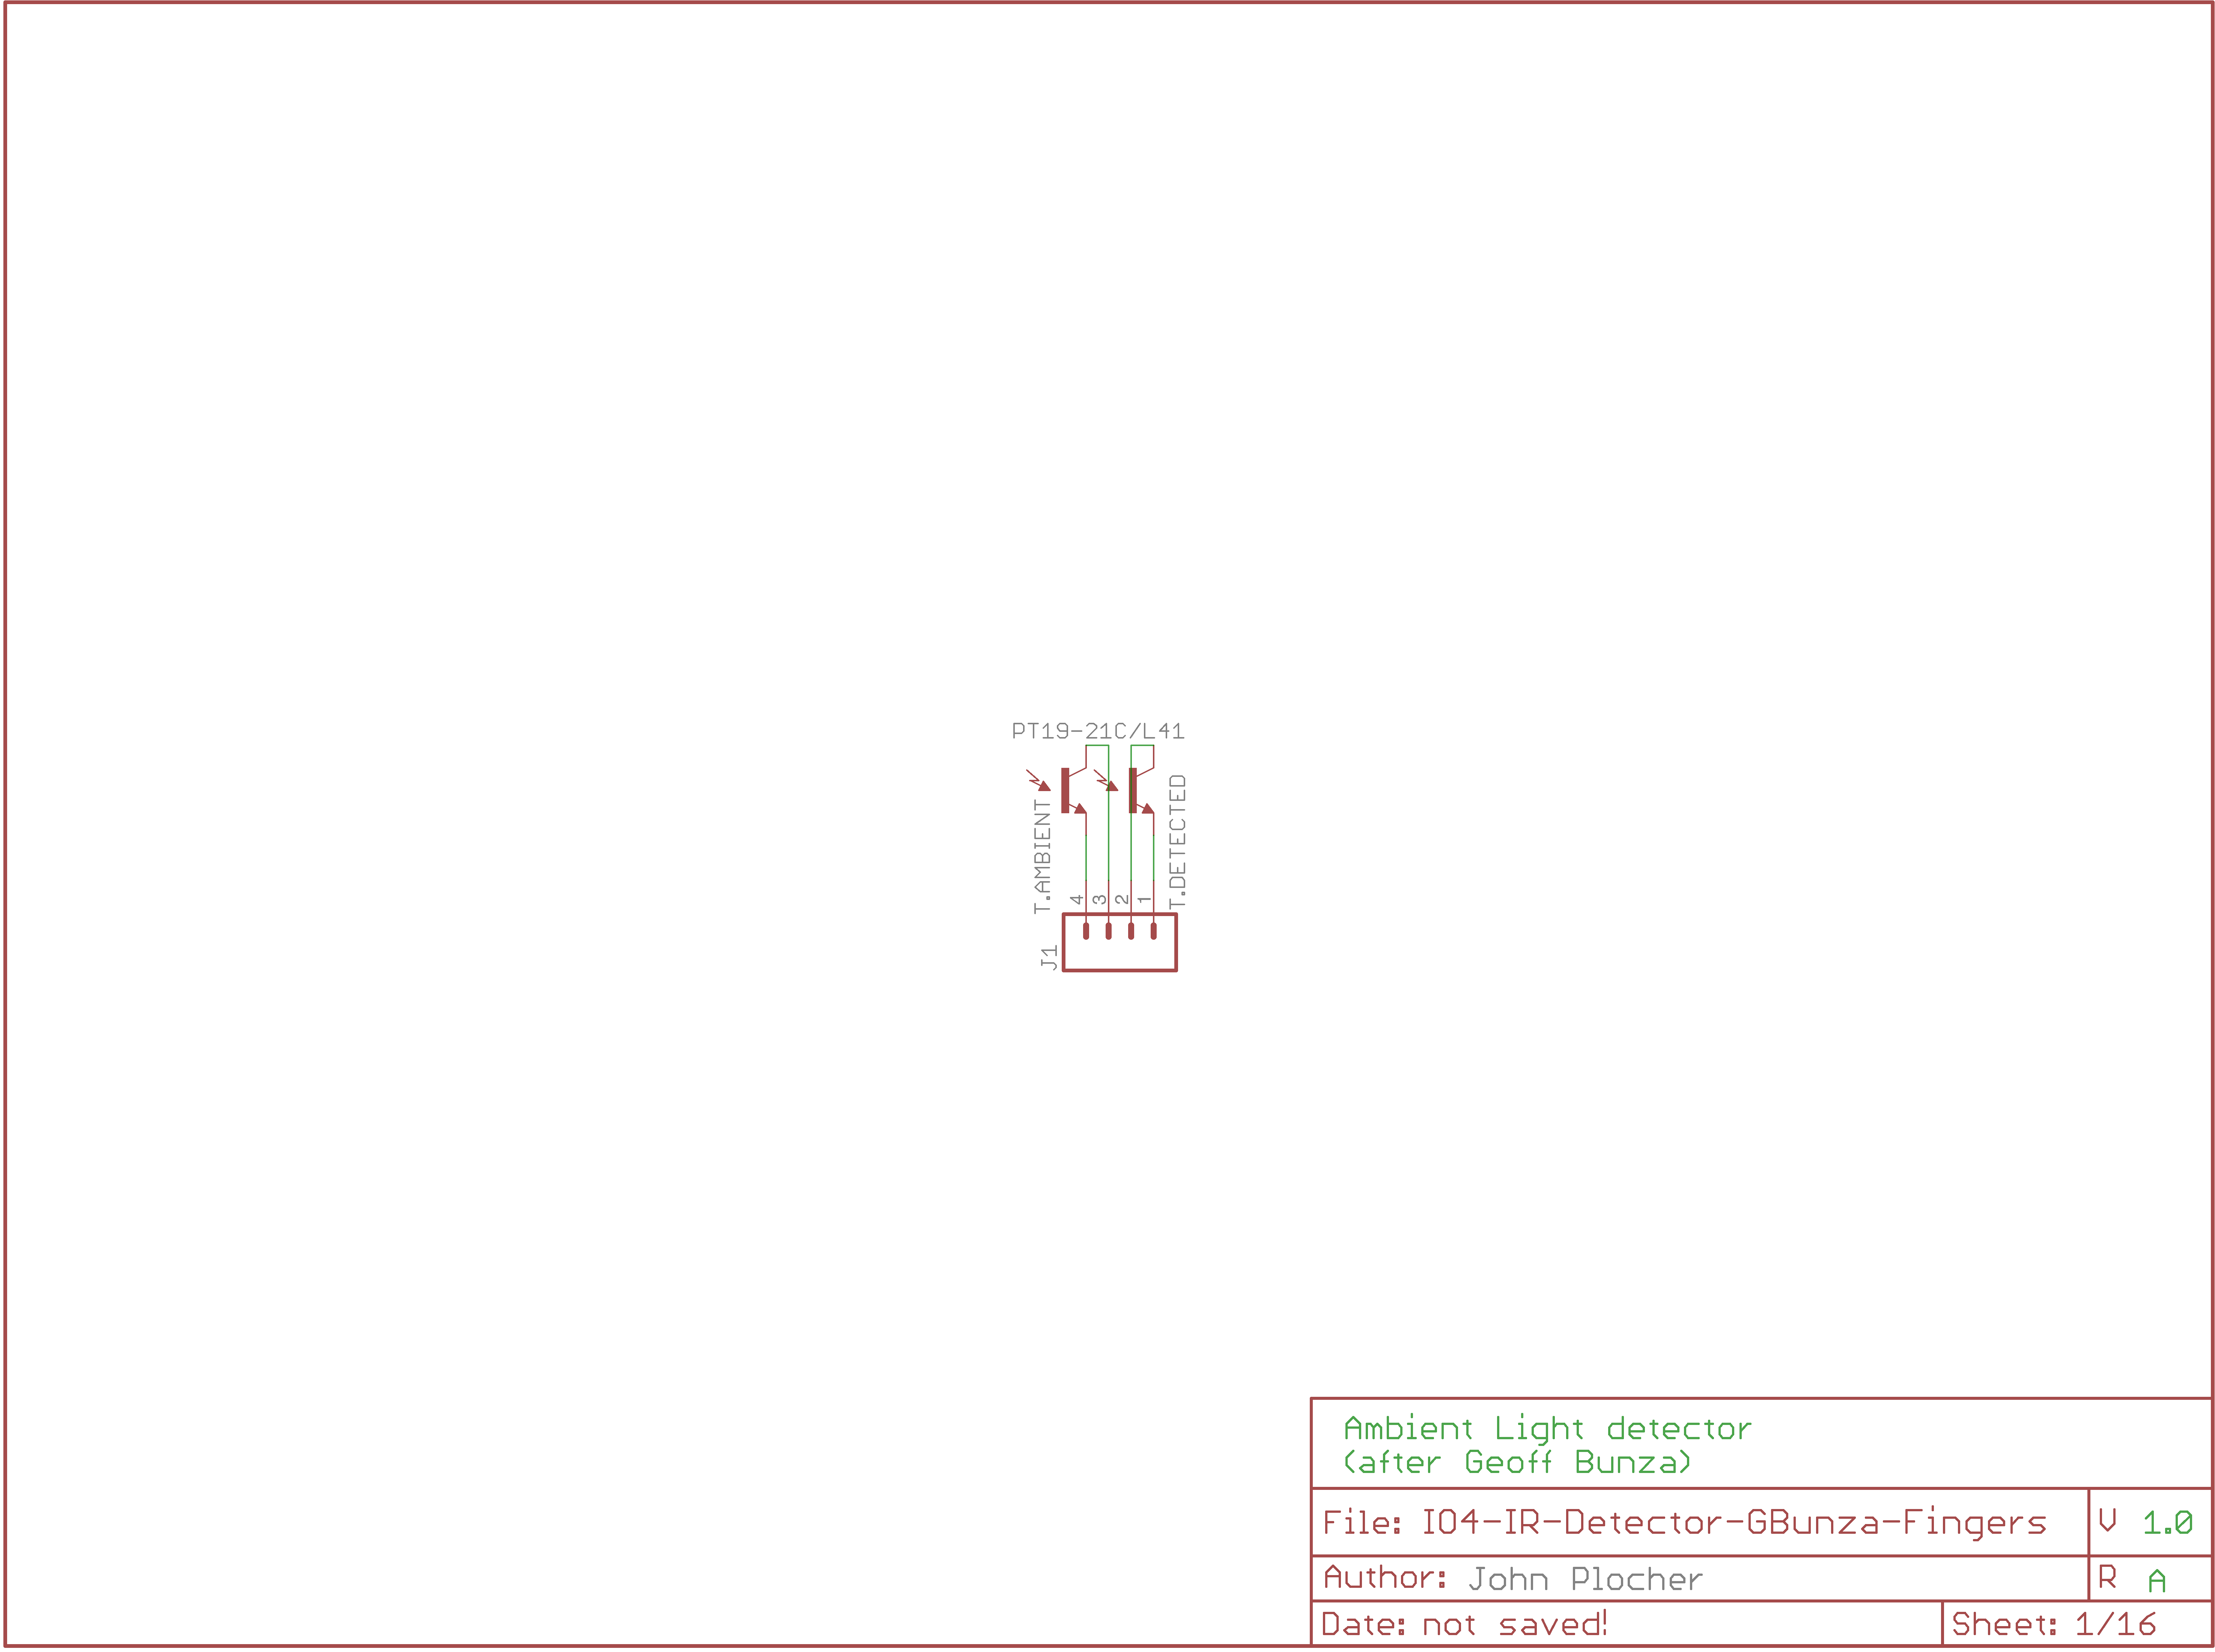 PT19-21C/L41
T.AMBIENT
T.DETECTED
4
3
2
1
J1
Ambient Light detector
(after Geoff Bunza)
File: IO4-IR-Detector-GBunza-Fingers
V 1.0
Author: John Plocher
R A
Date: not saved!
Sheet: 1/16